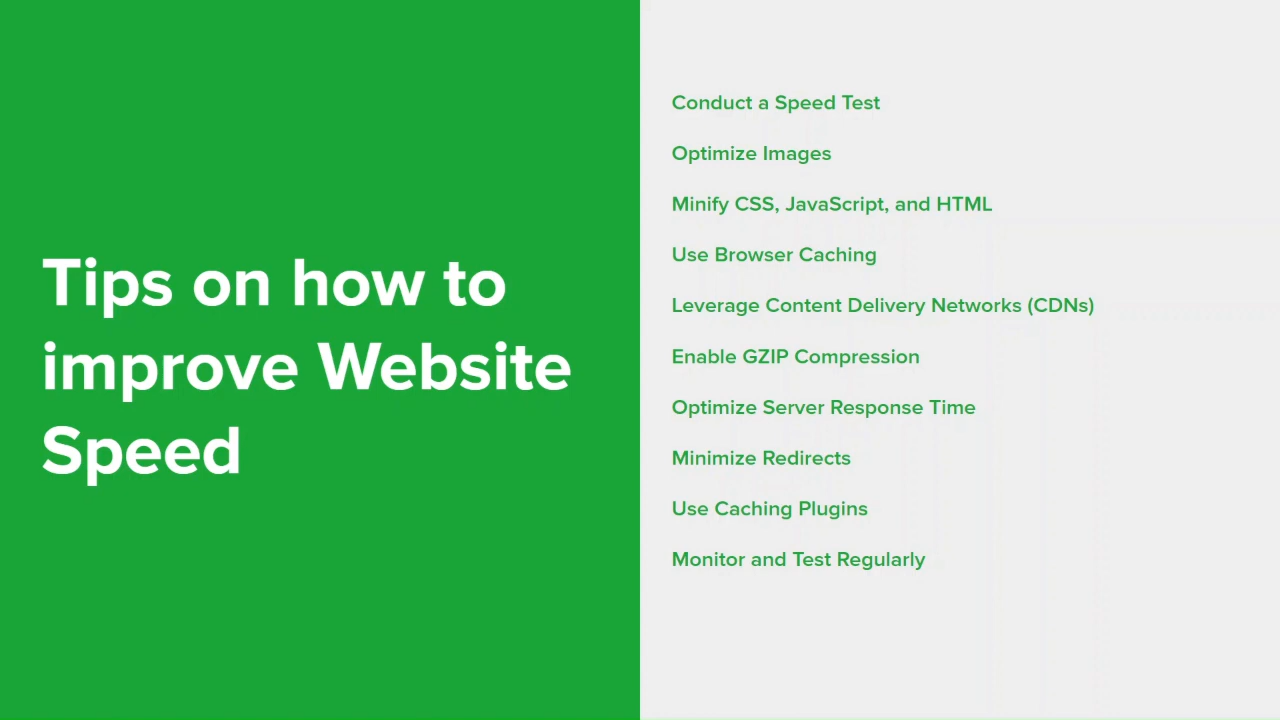 Tips on how to
improve Website
Speed
Conduct a Speed Test
Optimize Images
Minify CSS, JavaScript, and HTML
Use Browser Caching
Leverage Content Delivery Networks (CDNs)
Enable GZIP Compression
Optimize Server Response Time
Minimize Redirects
Use Caching Plugins
Monitor and Test Regularly